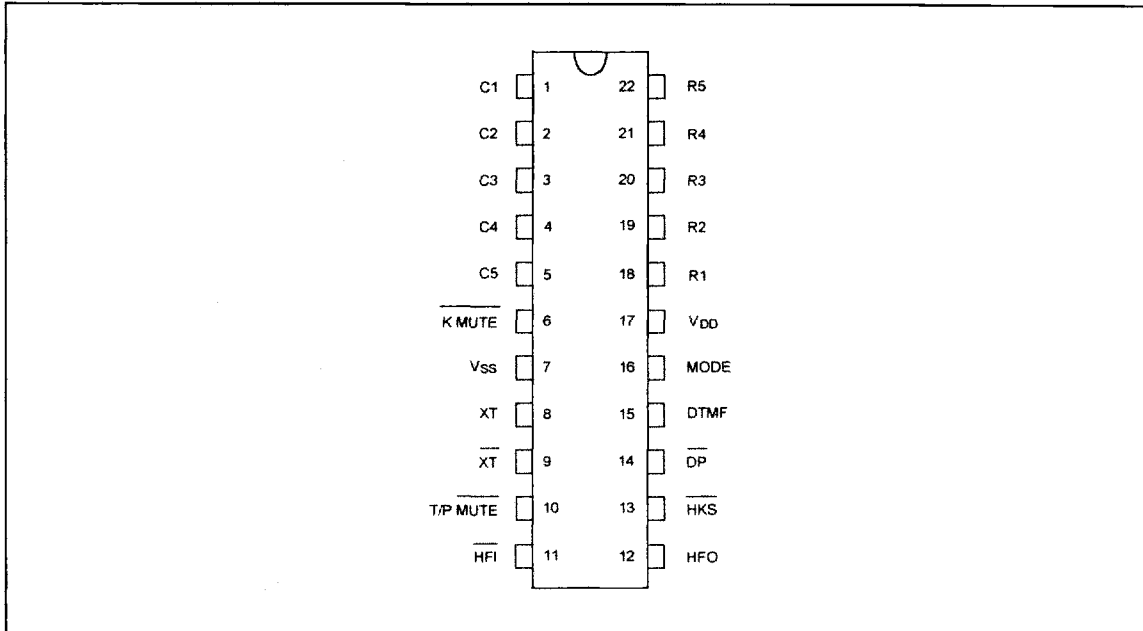 C1 1 22 R5
C2 2 21 R4
C3 3 20 R3
C4 4 19 R2
C5 5 18 R1
K MUTE 6 17 VDD
VSS 7 16 MODE
XT 8 15 DTMF
XT 9 14 DP
T/P MUTE 10 13 HKS
HFI 11 12 HFO